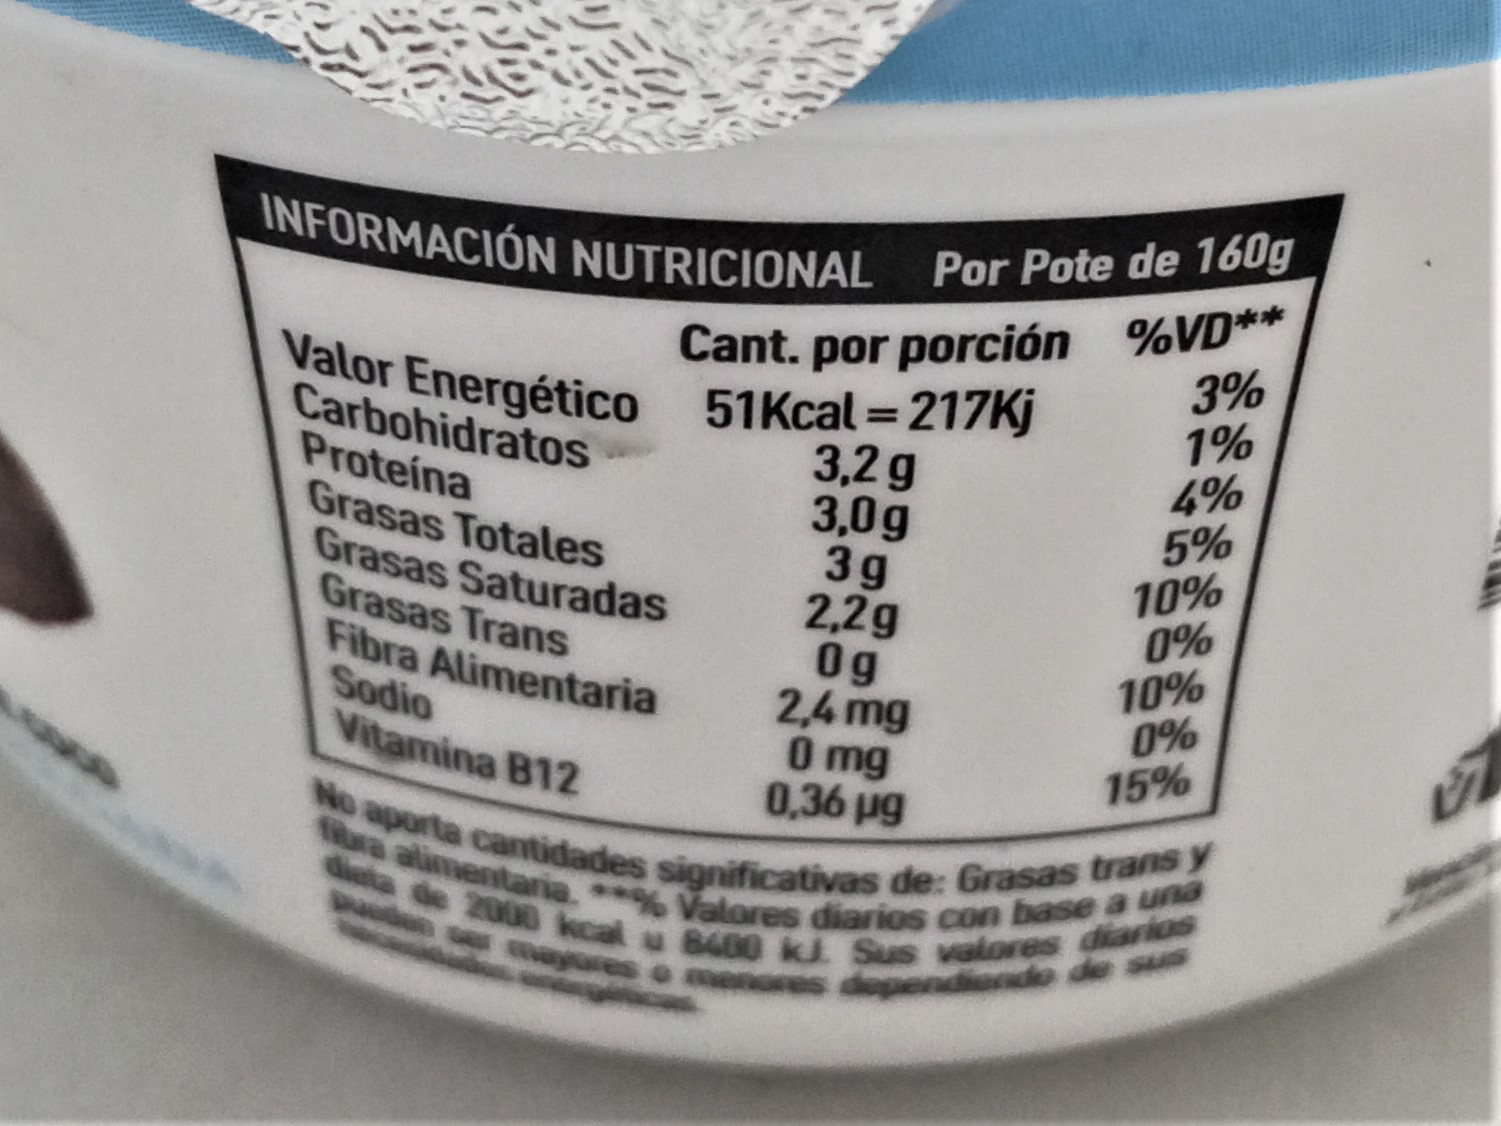 INFORMACIÓN NUTRICIONAL Por Pote de 160g
Cant. por porción %VD**
Valor Energético 51Kcal = 217Kj 3%
Carbohidratos 3,2 g 1%
Proteína 3,0 g 4%
Grasas Totales 3 g 5%
Grasas Saturadas 2,2 g 10%
Grasas Trans 0 g 0%
Fibra Alimentaria 2,4 mg 10%
Sodio 0 mg 0%
Vitamina B12 0,36 µg 15%
No aporta cantidades significativas de: Grasas trans y
fibra alimentaria. **% Valores diarios con base a una
dieta de 2000 kcal u 8400 kJ. Sus valores diarios
pueden ser mayores o menores dependiendo de sus
necesidades energéticas.